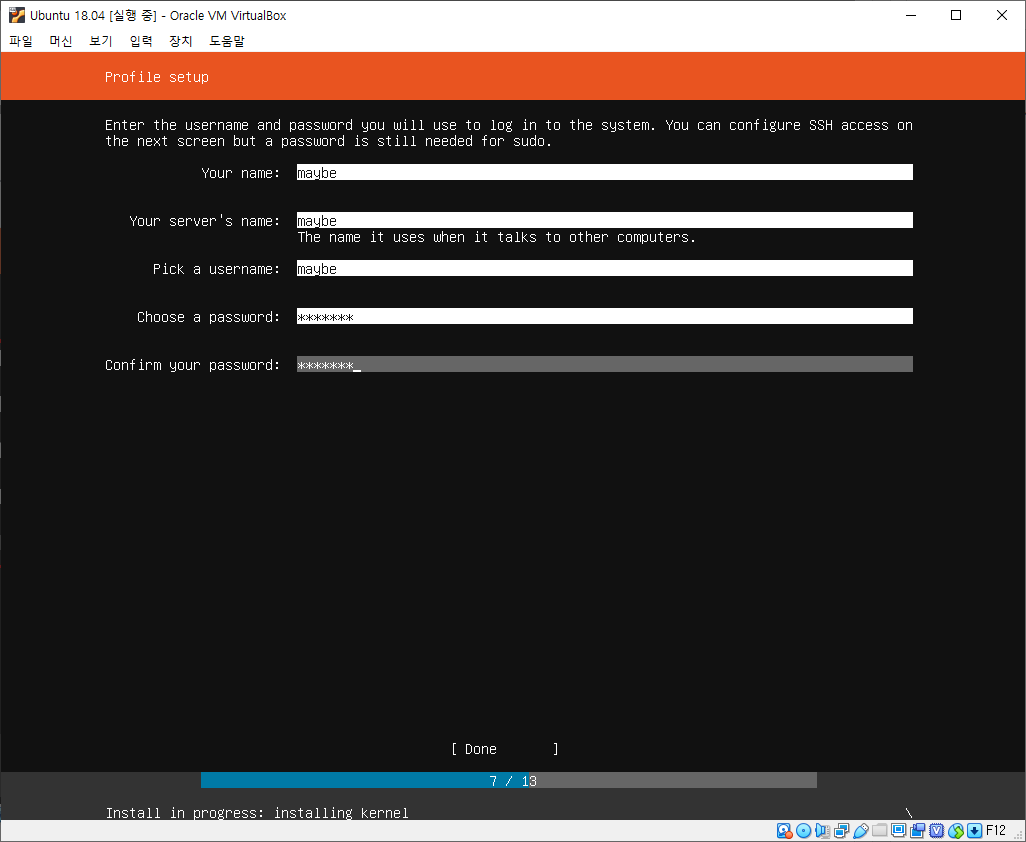 Ubuntu 18.04 [실행 중] - Oracle VM VirtualBox
파일 머신 보기 입력 장치 도움말
Profile setup
Enter the username and password you will use to log in to the system. You can configure SSH access on
the next screen but a password is still needed for sudo.
Your name: maybe
Your server's name: maybe
The name it uses when it talks to other computers.
Pick a username: maybe
Choose a password: *******
Confirm your password: *******_
[ Done ]
7 / 13
Install in progress: installing kernel \
F12